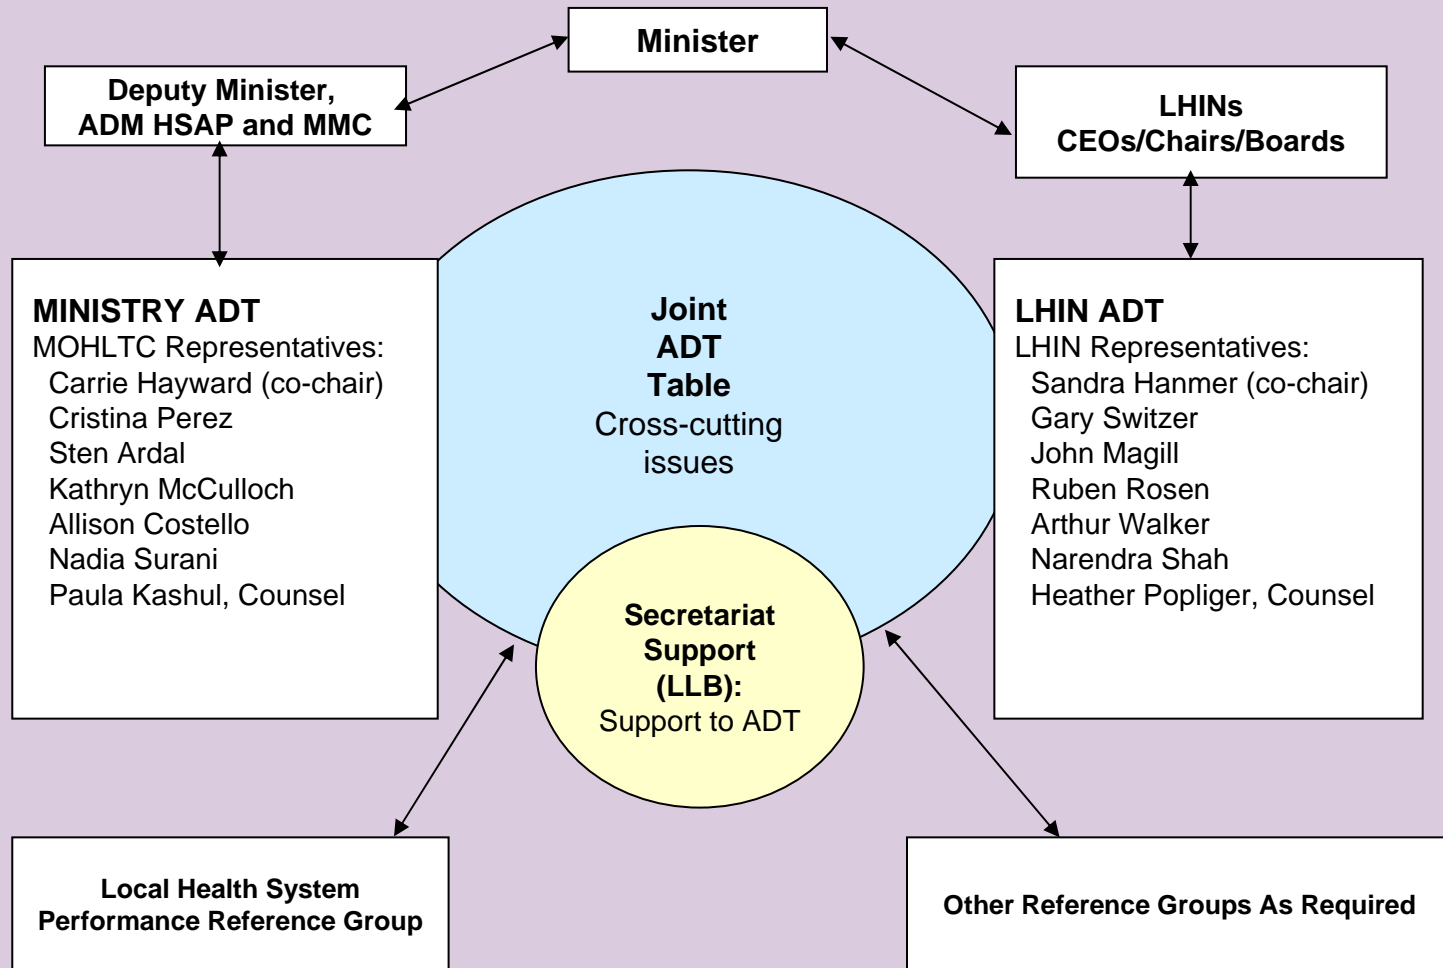 Minister
Deputy Minister,
ADM HSAP and MMC
LHINs
CEOs/Chairs/Boards
MINISTRY ADT
MOHLTC Representatives:
Carrie Hayward (co-chair)
Cristina Perez
Sten Ardal
Kathryn McCulloch
Allison Costello
Nadia Surani
Paula Kashul, Counsel
Joint
ADT
Table
Cross-cutting
issues
LHIN ADT
LHIN Representatives:
Sandra Hanmer (co-chair)
Gary Switzer
John Magill
Ruben Rosen
Arthur Walker
Narendra Shah
Heather Popliger, Counsel
Secretariat
Support
(LLB):
Support to ADT
Local Health System
Performance Reference Group
Other Reference Groups As Required